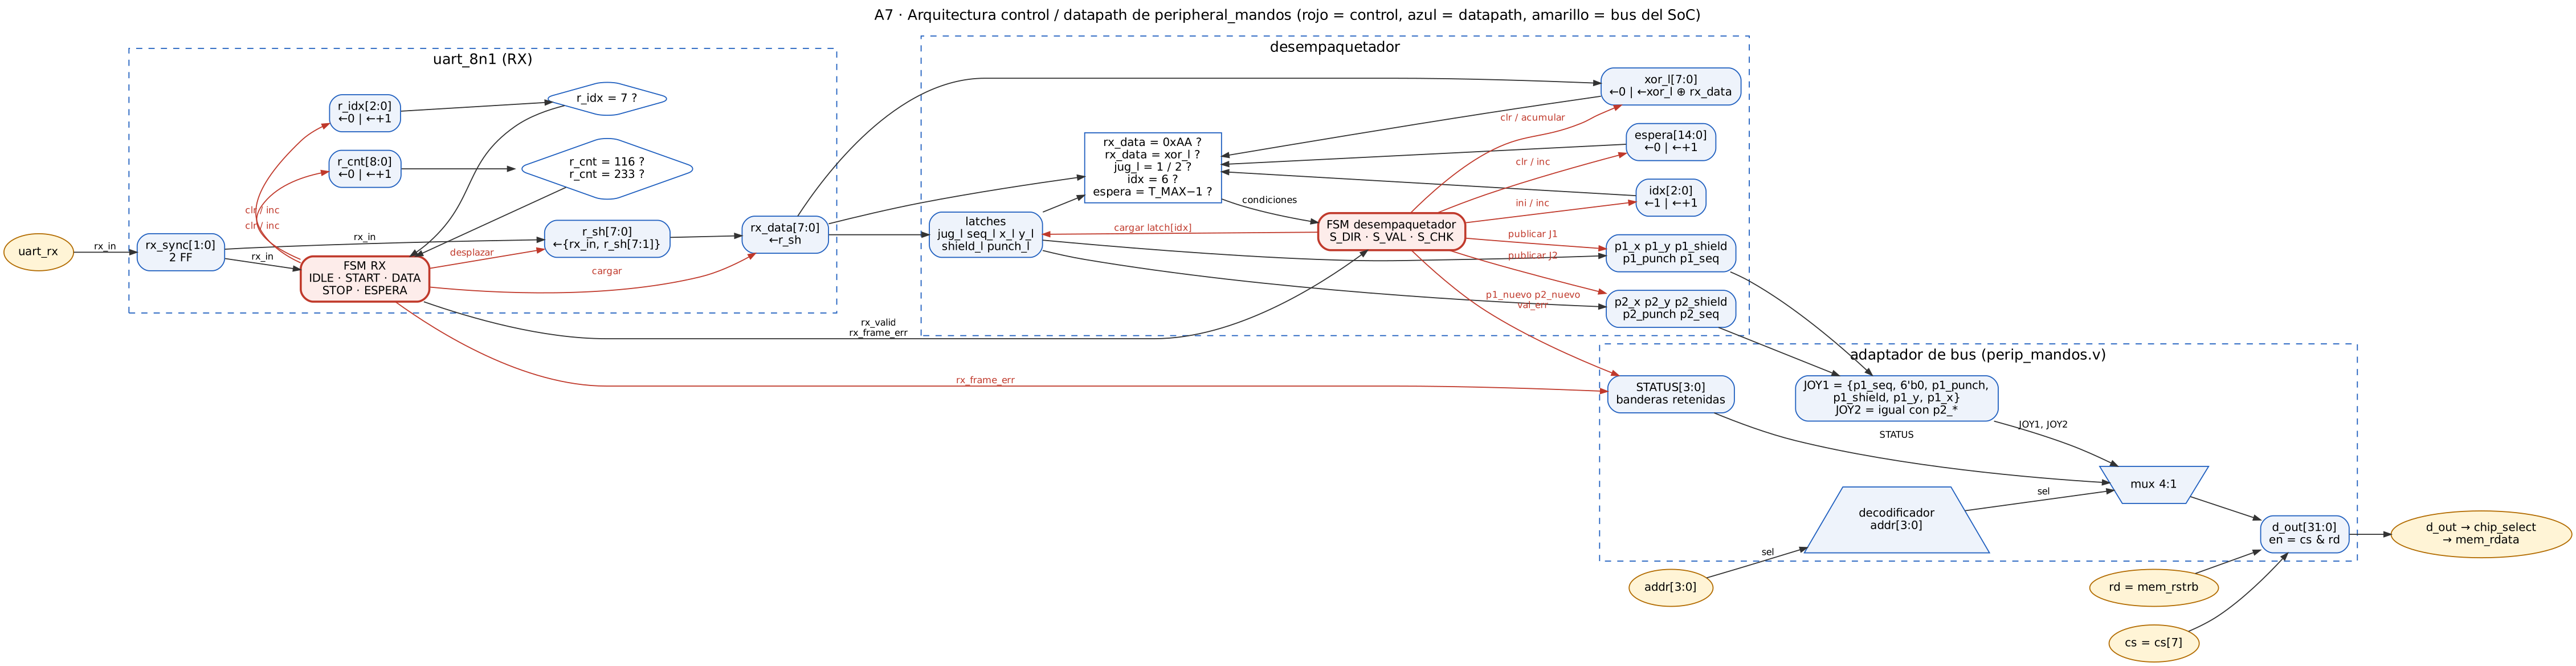 A7 · Arquitectura control / datapath de peripheral_mandos (rojo = control, azul = datapath, amarillo = bus del SoC)
uart_8n1 (RX)
r_idx[2:0]
←0 | ←+1
r_idx = 7 ?
r_cnt[8:0]
←0 | ←+1
r_cnt = 116 ?
r_cnt = 233 ?
clr / inc
clr / inc
uart_rx
rx_in
rx_sync[1:0]
2 FF
rx_in
rx_in
FSM RX
IDLE · START · DATA
STOP · ESPERA
desplazar
cargar
r_sh[7:0]
←{rx_in, r_sh[7:1]}
rx_data[7:0]
←r_sh
rx_valid
rx_frame_err
rx_frame_err
desempaquetador
rx_data = 0xAA ?
rx_data = xor_l ?
jug_l = 1 / 2 ?
idx = 6 ?
espera = T_MAX−1 ?
latches
jug_l seq_l x_l y_l
shield_l punch_l
cargar latch[idx]
condiciones
FSM desempaquetador
S_DIR · S_VAL · S_CHK
clr / acumular
clr / inc
ini / inc
publicar J1
publicar J2
p1_nuevo p2_nuevo
val_err
xor_l[7:0]
←0 | ←xor_l ⊕ rx_data
espera[14:0]
←0 | ←+1
idx[2:0]
←1 | ←+1
p1_x p1_y p1_shield
p1_punch p1_seq
p2_x p2_y p2_shield
p2_punch p2_seq
adaptador de bus (perip_mandos.v)
STATUS[3:0]
banderas retenidas
JOY1 = {p1_seq, 6'b0, p1_punch,
p1_shield, p1_y, p1_x}
JOY2 = igual con p2_*
JOY1, JOY2
STATUS
mux 4:1
sel
decodificador
addr[3:0]
sel
addr[3:0]
d_out[31:0]
en = cs & rd
d_out → chip_select
→ mem_rdata
rd = mem_rstrb
cs = cs[7]